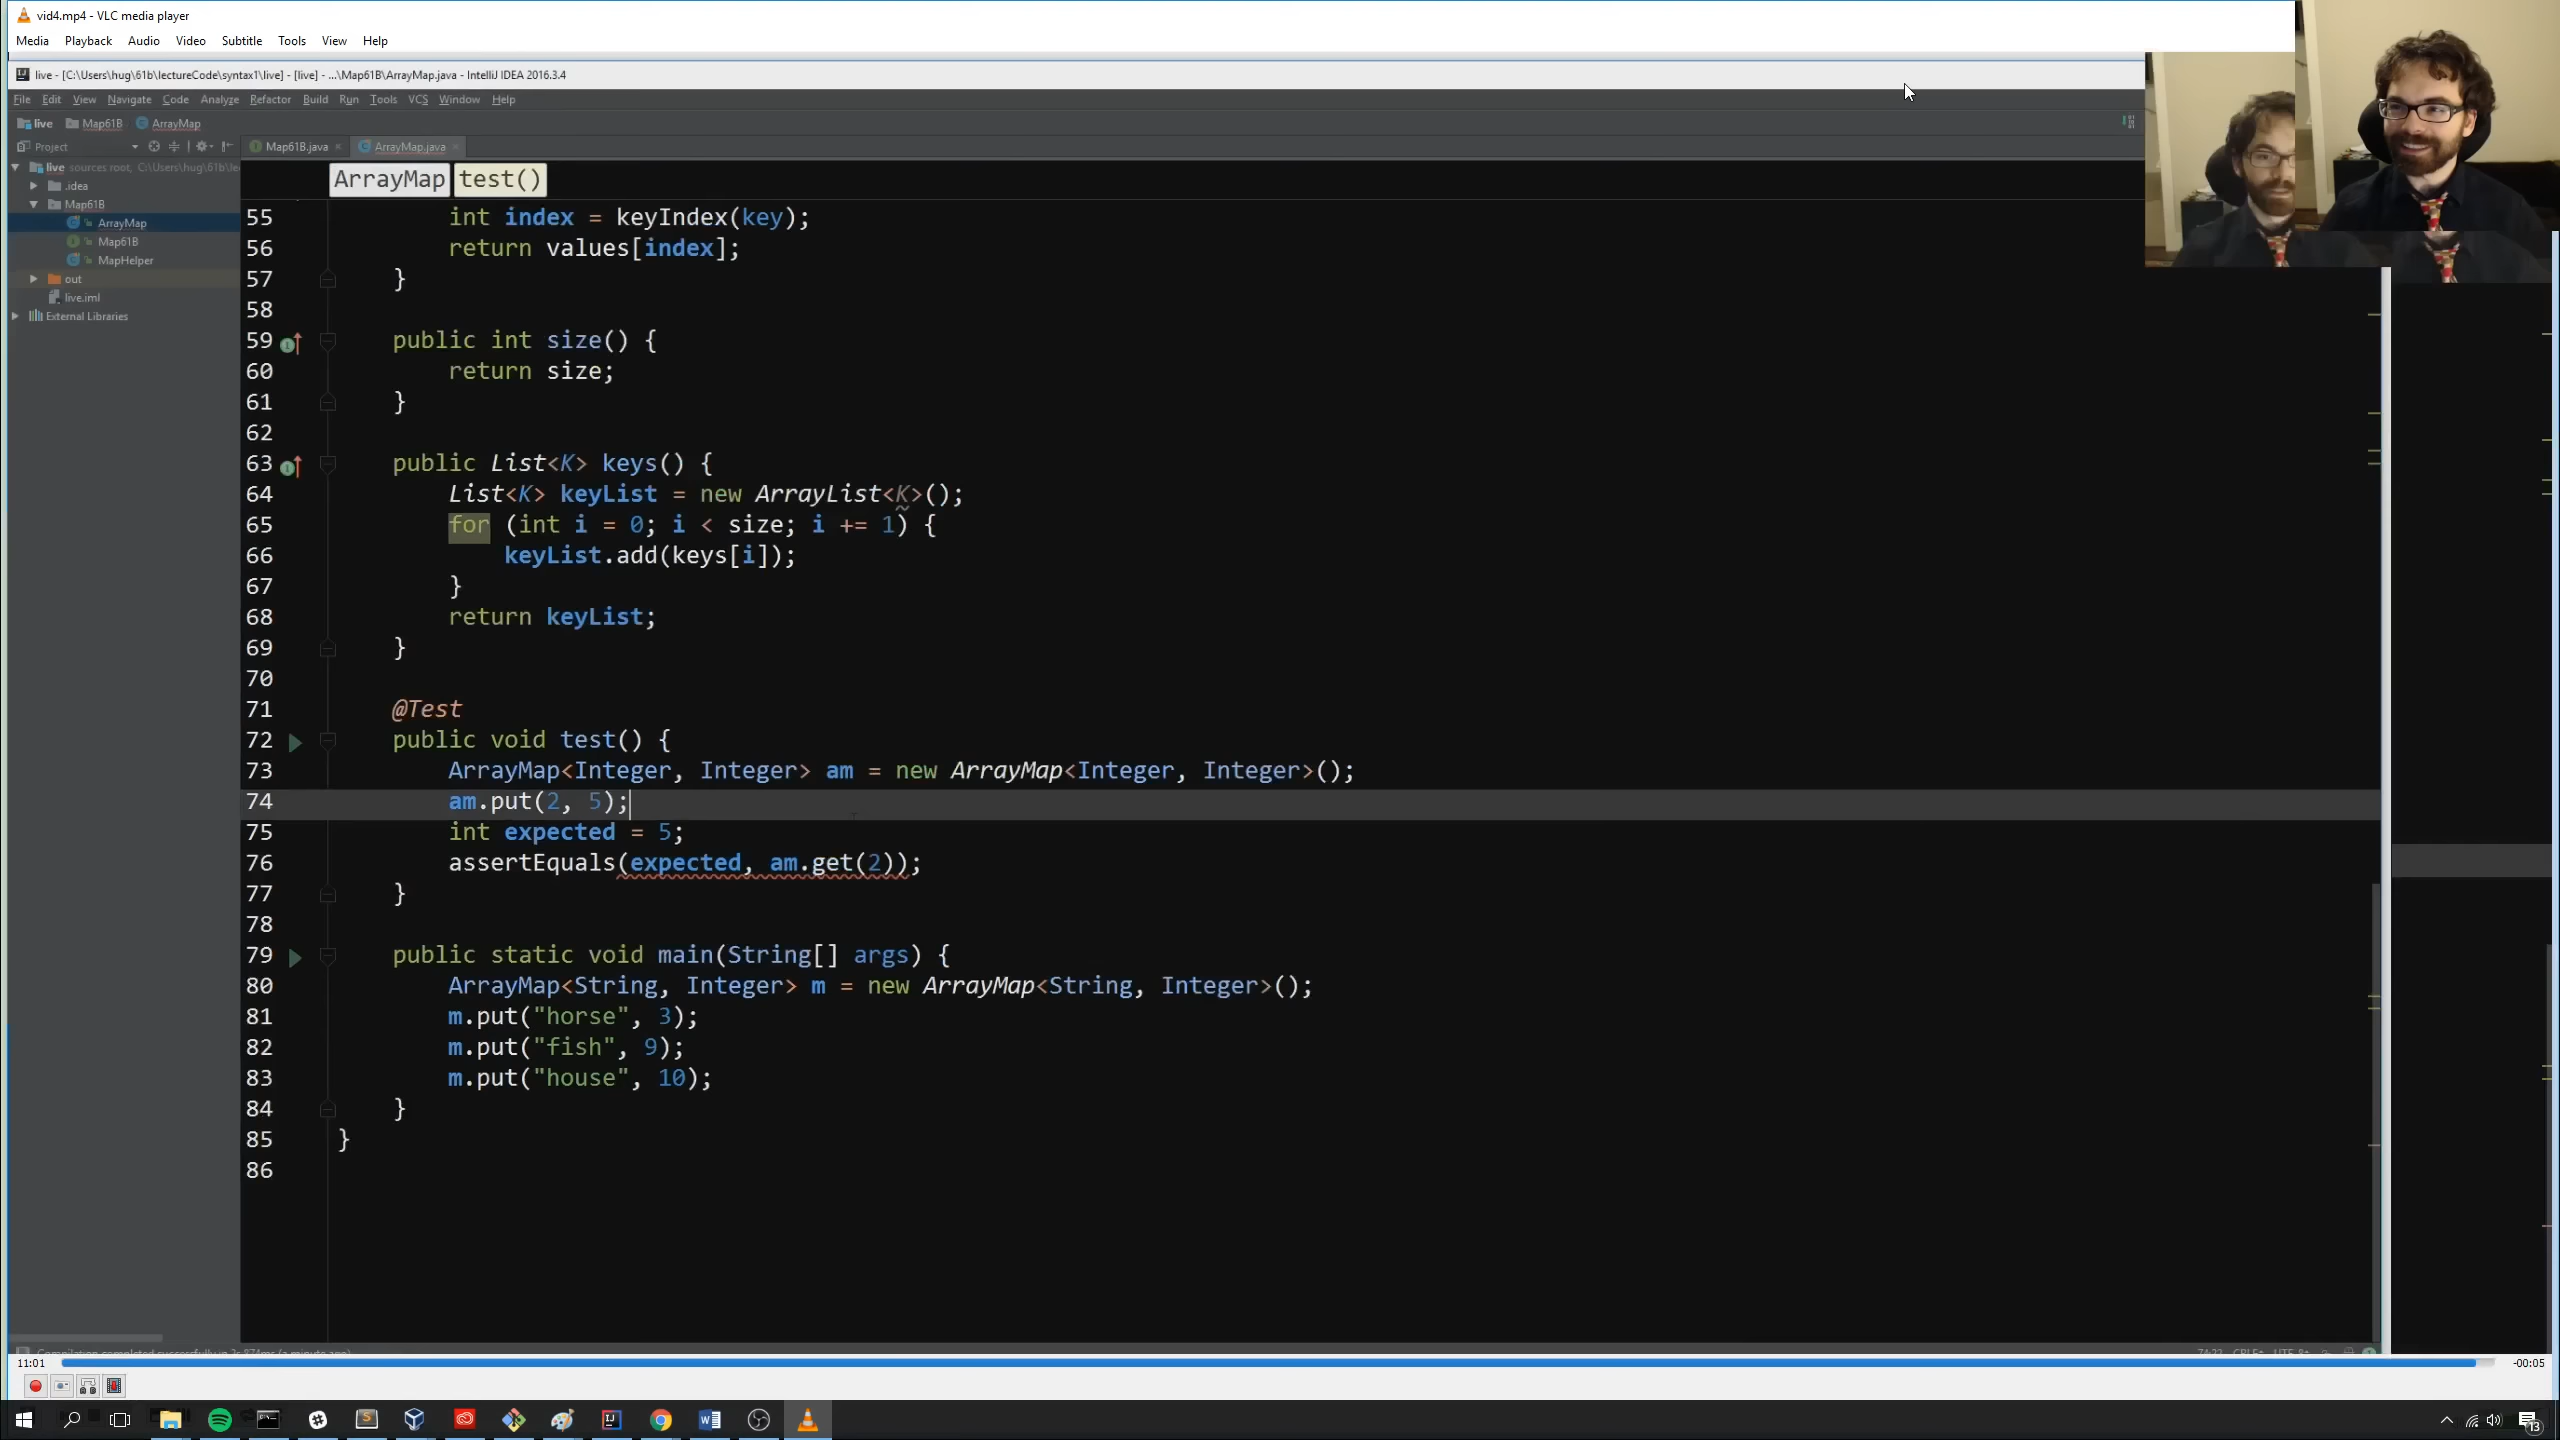 vid4.mp4 - VLC media player
Media Playback Audio Video Subtitle Tools View Help
live - [C:\Users\hug\61b\lectureCode\syntax1\live] - [live] - ...\Map61B\ArrayMap.java - IntelliJ IDEA 2016.3.4
File Edit View Navigate Code Analyze Refactor Build Run Tools VCS Window Help
live Map61B ArrayMap
Project Map61B.java ArrayMap.java
live sources root, C:\Users\hug\61b\le
.idea
Map61B
ArrayMap
Map61B
MapHelper
out
live.iml
External Libraries
ArrayMap test()
55 int index = keyIndex(key);
56 return values[index];
57 }
58
59 public int size() {
60 return size;
61 }
62
63 public List<K> keys() {
64 List<K> keyList = new ArrayList<K>();
65 for (int i = 0; i < size; i += 1) {
66 keyList.add(keys[i]);
67 }
68 return keyList;
69 }
70
71 @Test
72 public void test() {
73 ArrayMap<Integer, Integer> am = new ArrayMap<Integer, Integer>();
74 am.put(2, 5);
75 int expected = 5;
76 assertEquals(expected, am.get(2));
77 }
78
79 public static void main(String[] args) {
80 ArrayMap<String, Integer> m = new ArrayMap<String, Integer>();
81 m.put("horse", 3);
82 m.put("fish", 9);
83 m.put("house", 10);
84 }
85 }
86
11:01 -00:05
13